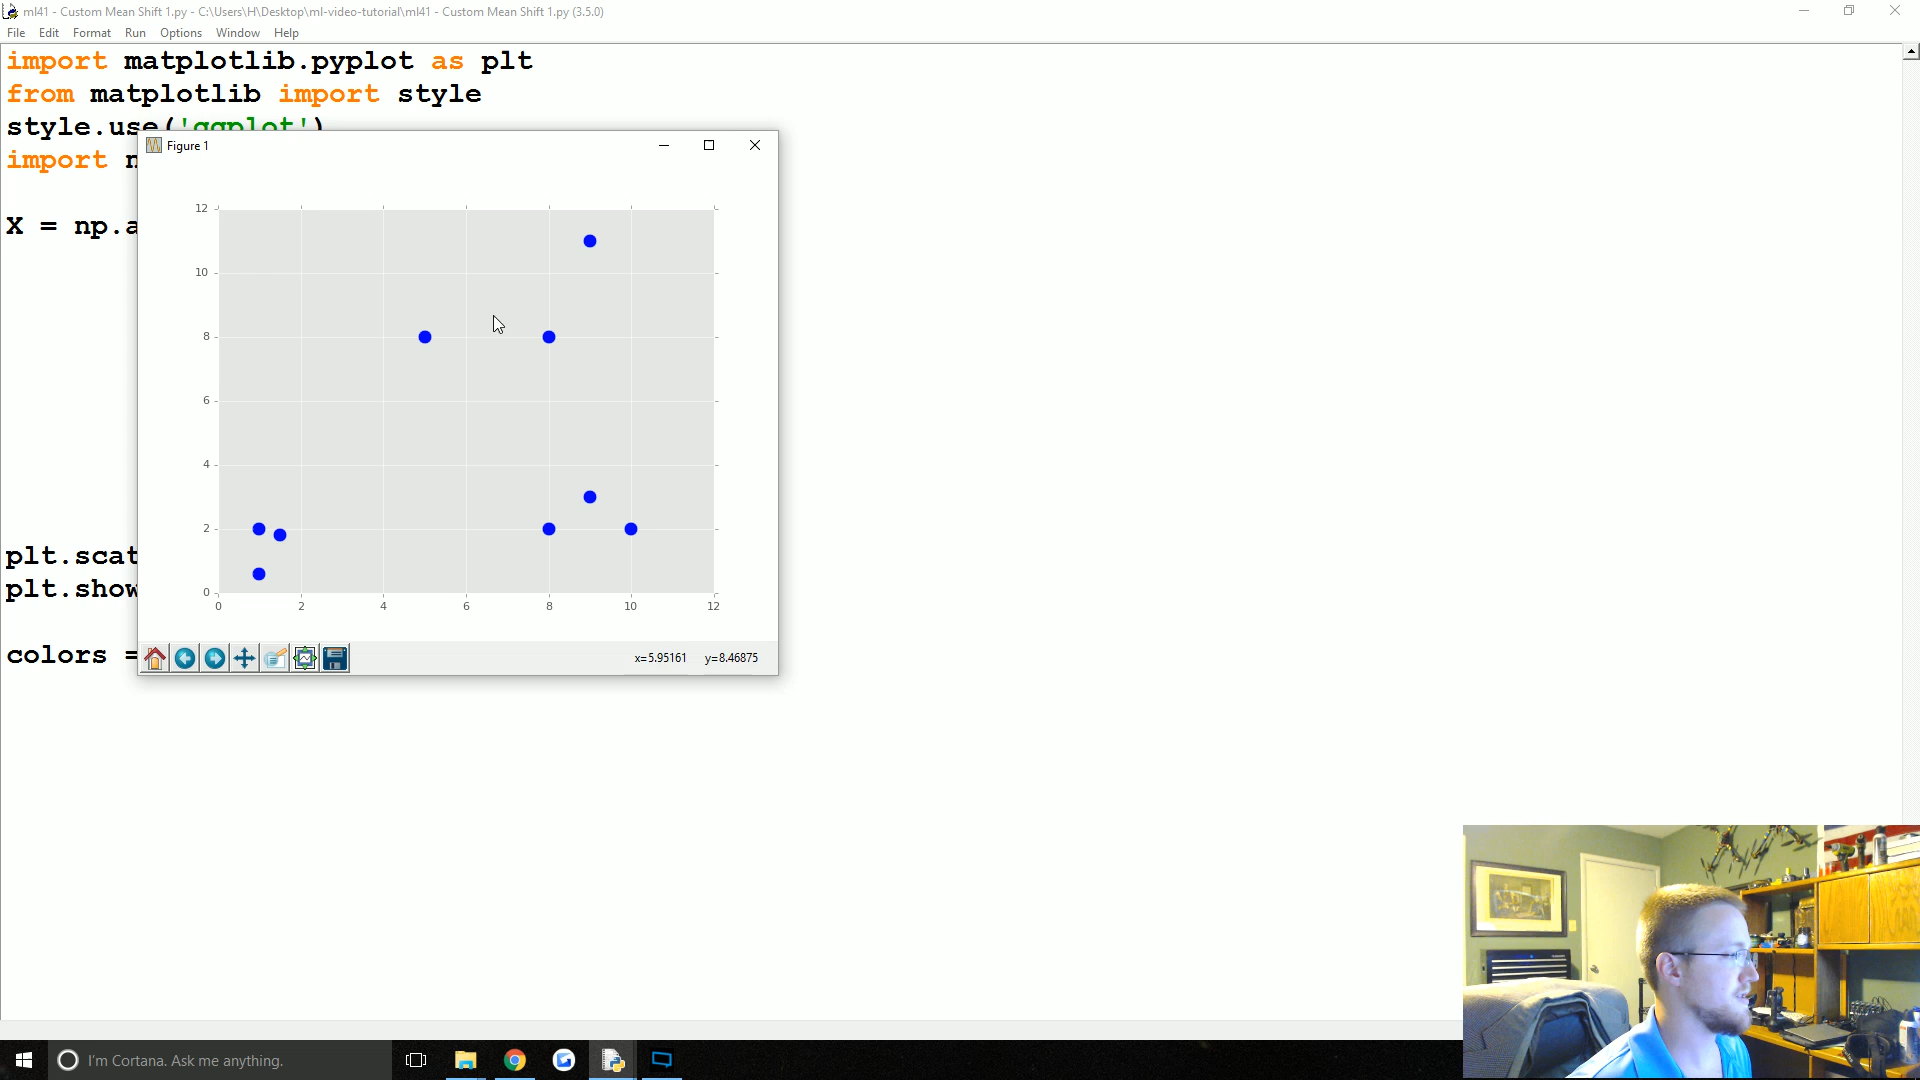 ml41 - Custom Mean Shift 1.py - C:\Users\H\Desktop\ml-video-tutorial\ml41 - Custom Mean Shift 1.py (3.5.0)
File Edit Format Run Options Window Help
import matplotlib.pyplot as plt
from matplotlib import style
style.use('ggplot')
import n
X = np.a
plt.scat
plt.show
colors =
Figure 1
12
10
8
6
4
2
0
0 2 4 6 8 10 12
x=5.95161 y=8.46875
I'm Cortana. Ask me anything.